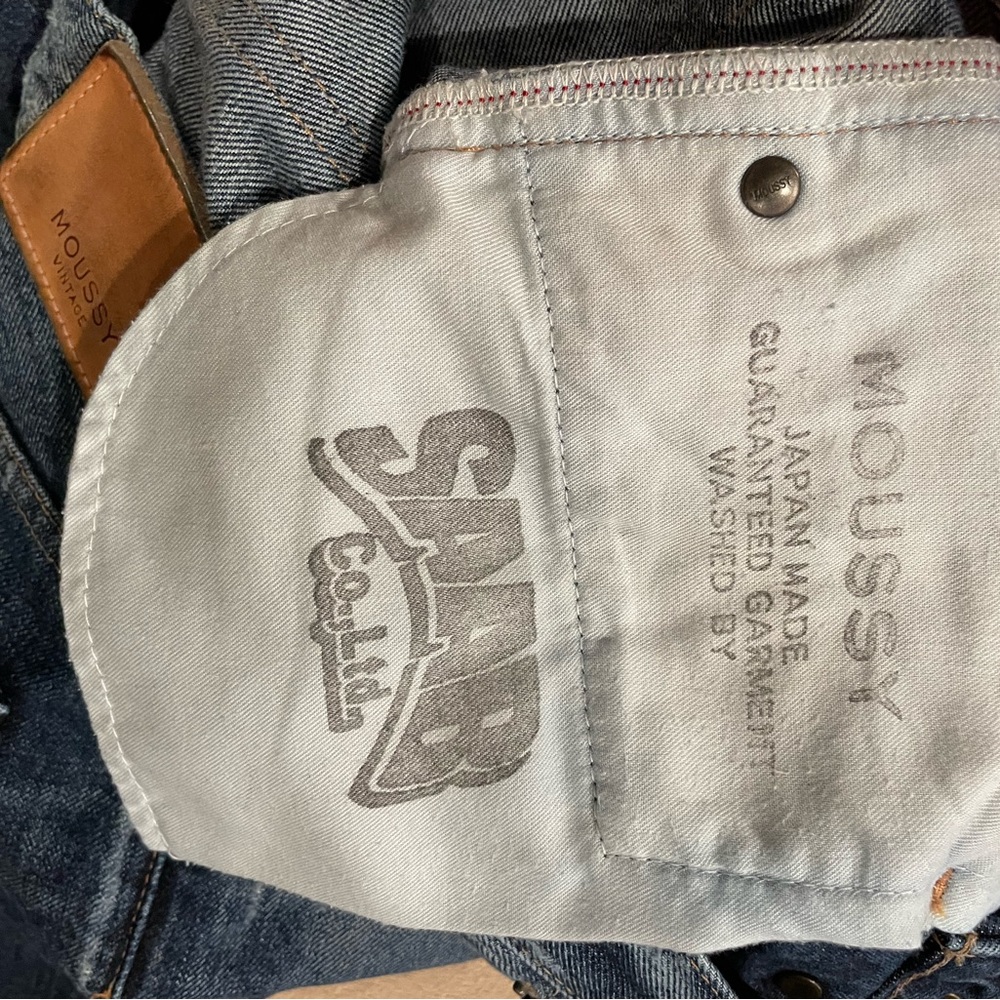 MOUSSY
VINTAGE
MOUSSY
MOUSSY
JAPAN MADE
GUARANTEED GARMENT
WASHED BY
SAAB
CO.,Ltd.